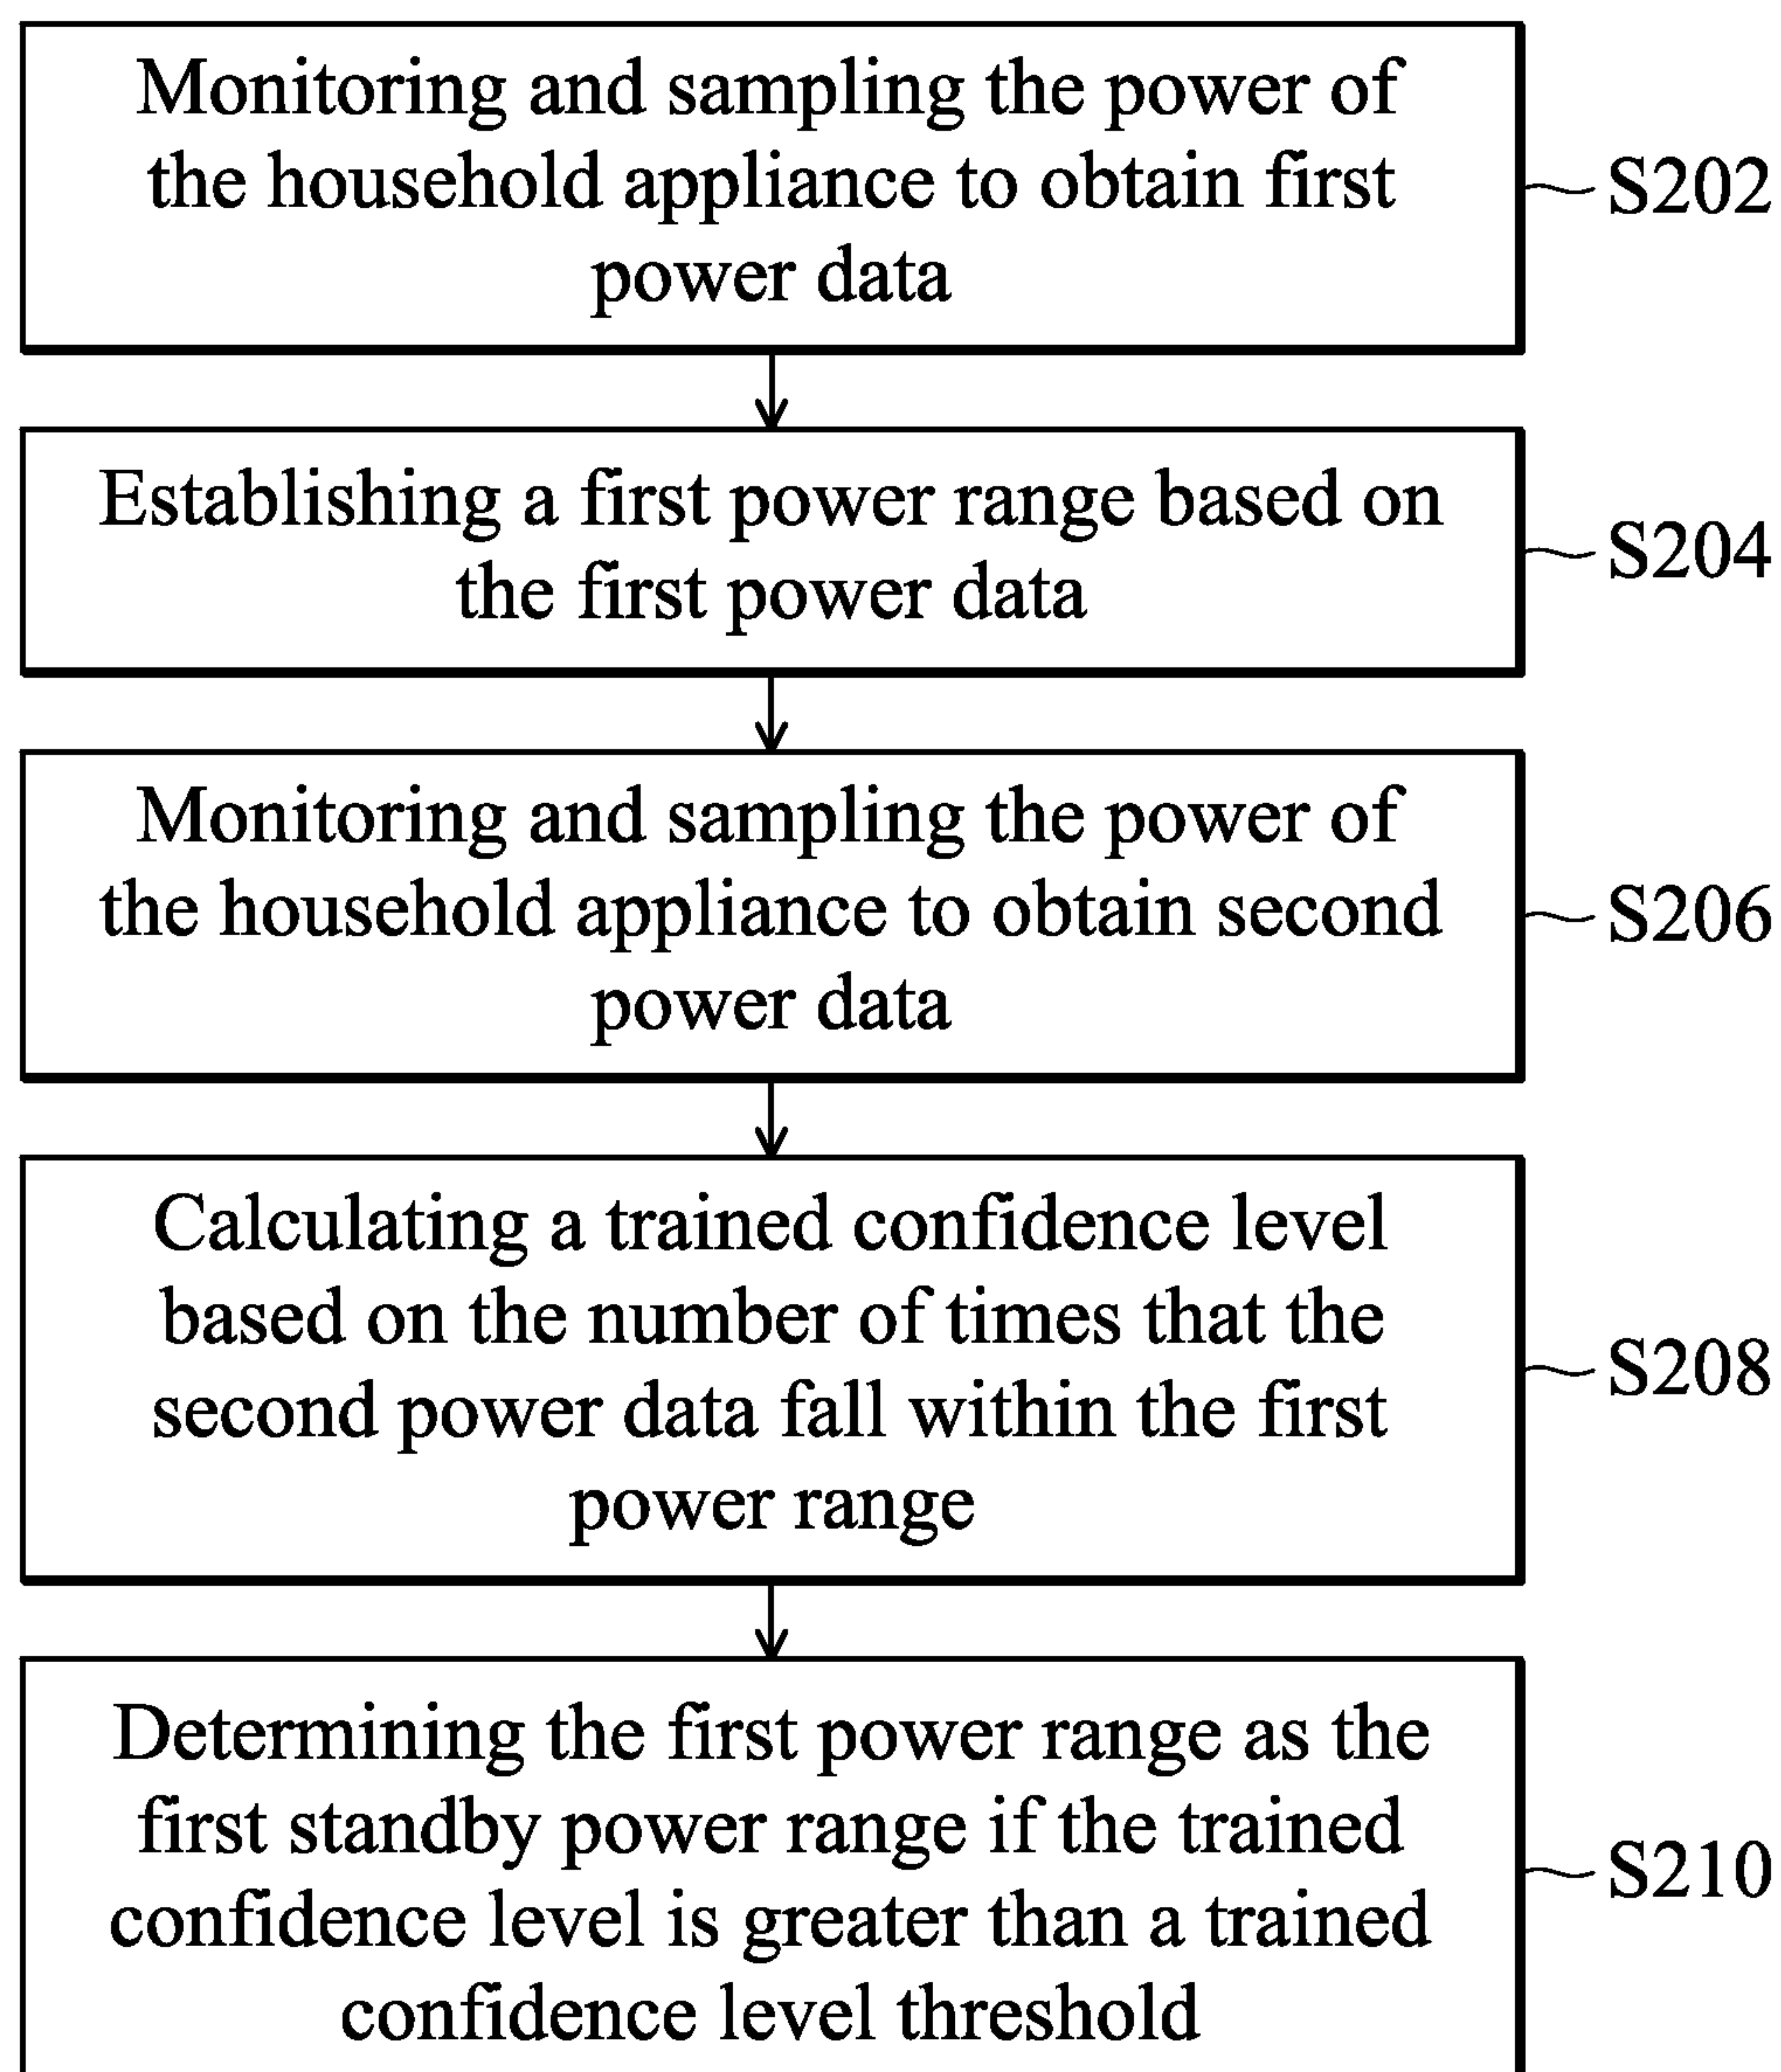 Monitoring and sampling the power of
the household appliance to obtain first
power data
S202
Establishing a first power range based on
the first power data
S204
Monitoring and sampling the power of
the household appliance to obtain second
power data
S206
Calculating a trained confidence level
based on the number of times that the
second power data fall within the first
power range
S208
Determining the first power range as the
first standby power range if the trained
confidence level is greater than a trained
confidence level threshold
S210